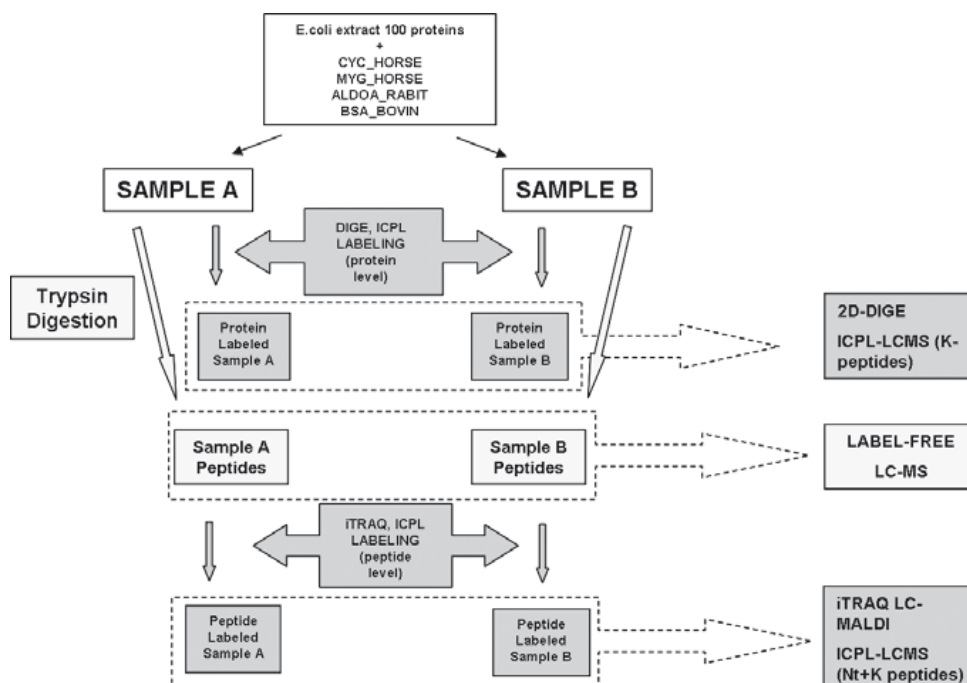 E.coli extract 100 proteins
+
CYC_HORSE
MYG_HORSE
ALDOA_RABIT
BSA_BOVIN
SAMPLE A
SAMPLE B
DIGE, ICPL
LABELING
(protein
level)
Trypsin
Digestion
Protein
Labeled
Sample A
Protein
Labeled
Sample B
2D-DIGE
ICPL-LCMS (K-
peptides)
Sample A
Peptides
Sample B
Peptides
LABEL-FREE
LC-MS
iTRAQ, ICPL
LABELING
(peptide
level)
Peptide
Labeled
Sample A
Peptide
Labeled
Sample B
iTRAQ LC-
MALDI
ICPL-LCMS
(Nt+K peptides)